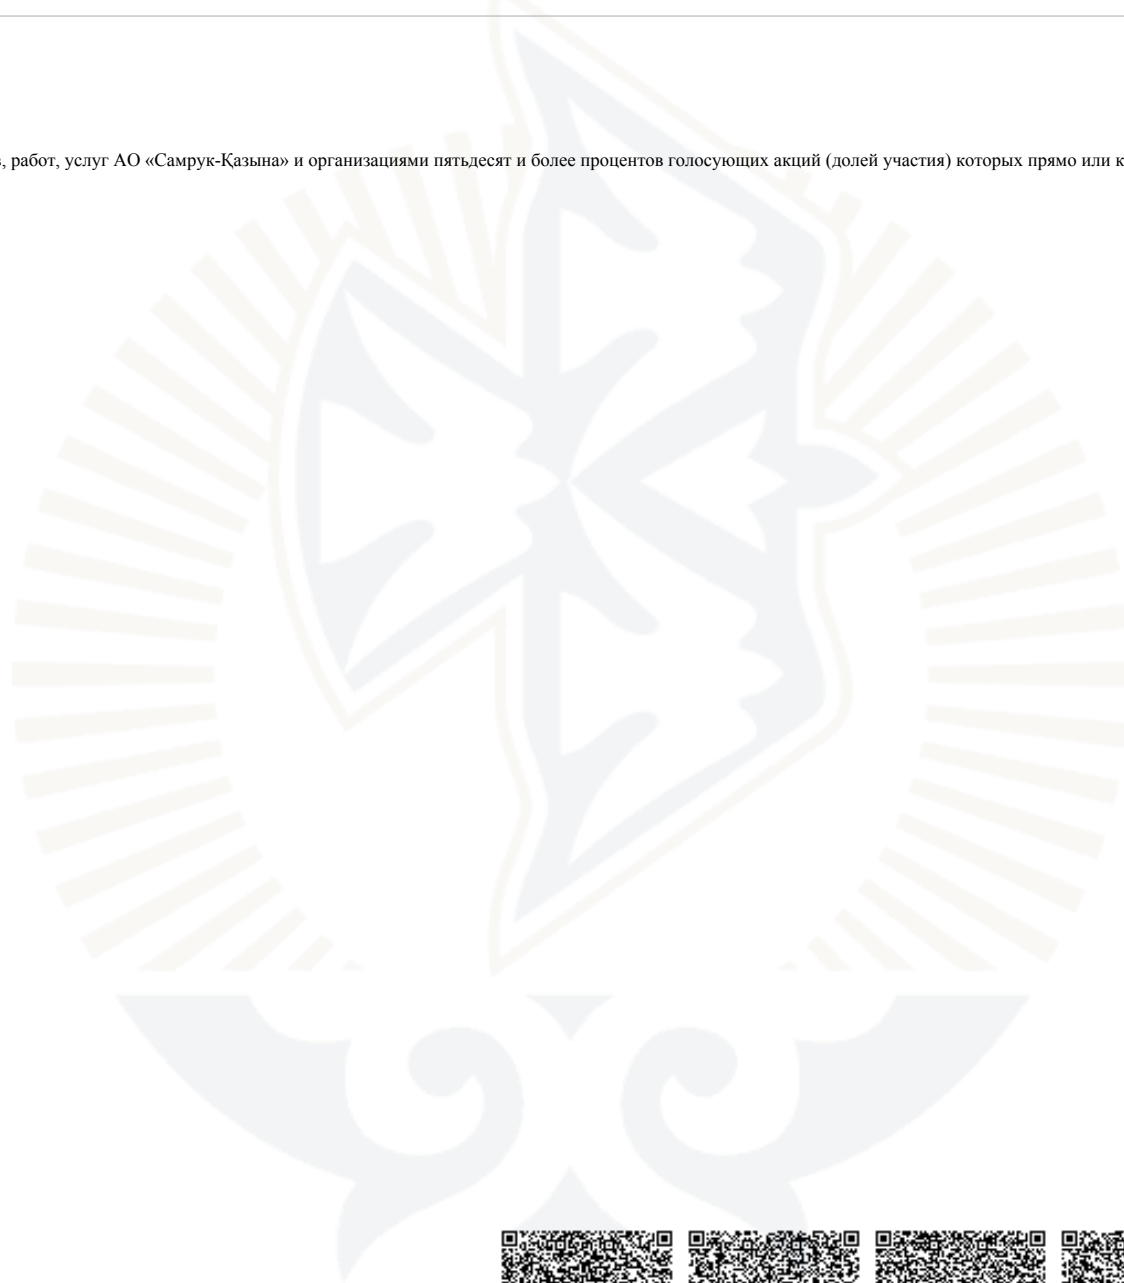 , работ, услуг АО «Самрук-Қазына» и организациями пятьдесят и более процентов голосующих акций (долей участия) которых прямо или к